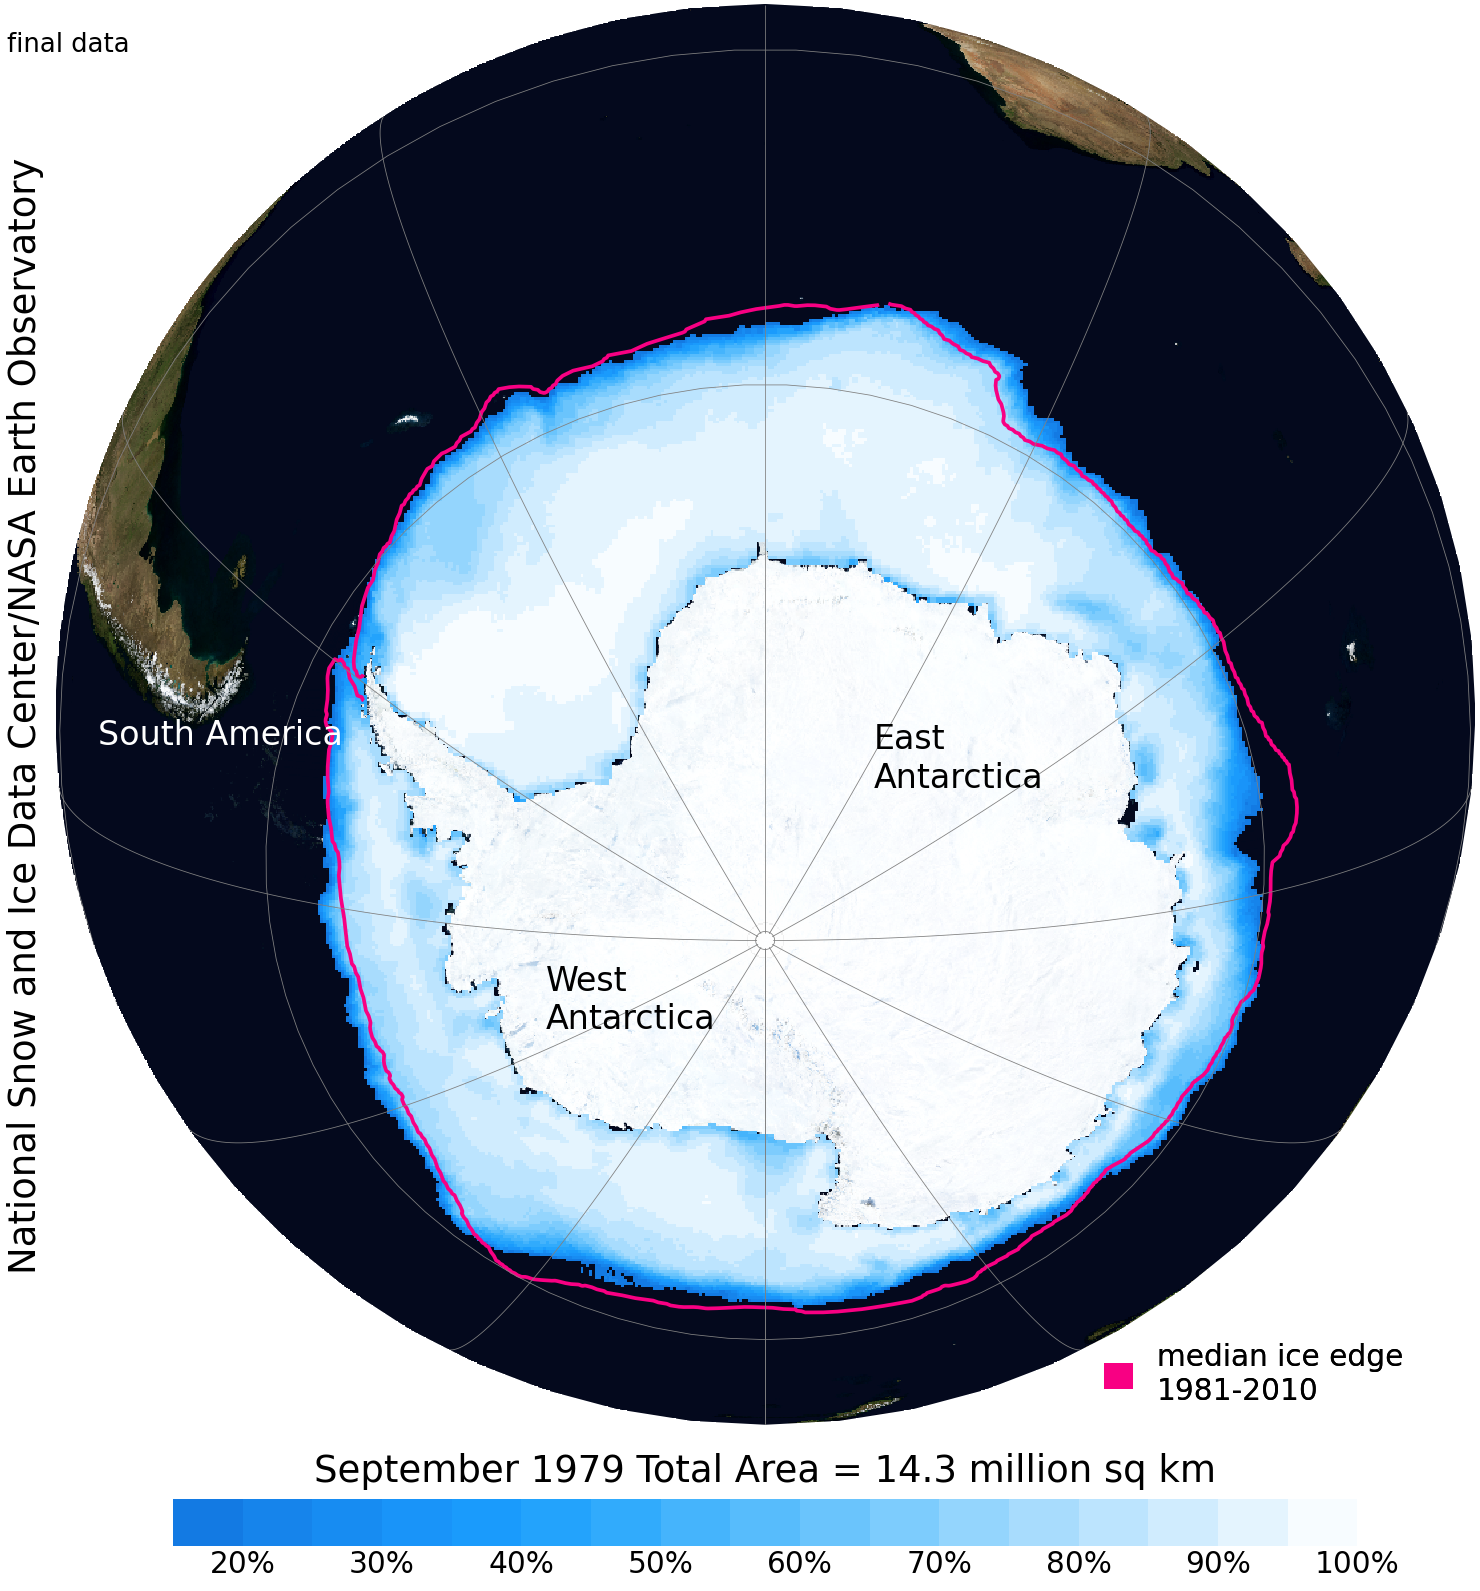 final data
National Snow and Ice Data Center/NASA Earth Observatory
South America
East
Antarctica
West
Antarctica
median ice edge
1981-2010
September 1979 Total Area = 14.3 million sq km
20% 30% 40% 50% 60% 70% 80% 90% 100%